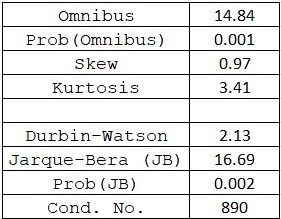 Omnibus 14.84
Prob(Omnibus) 0.001
Skew 0.97
Kurtosis 3.41
Durbin-Watson 2.13
Jarque-Bera (JB) 16.69
Prob(JB) 0.002
Cond. No. 890